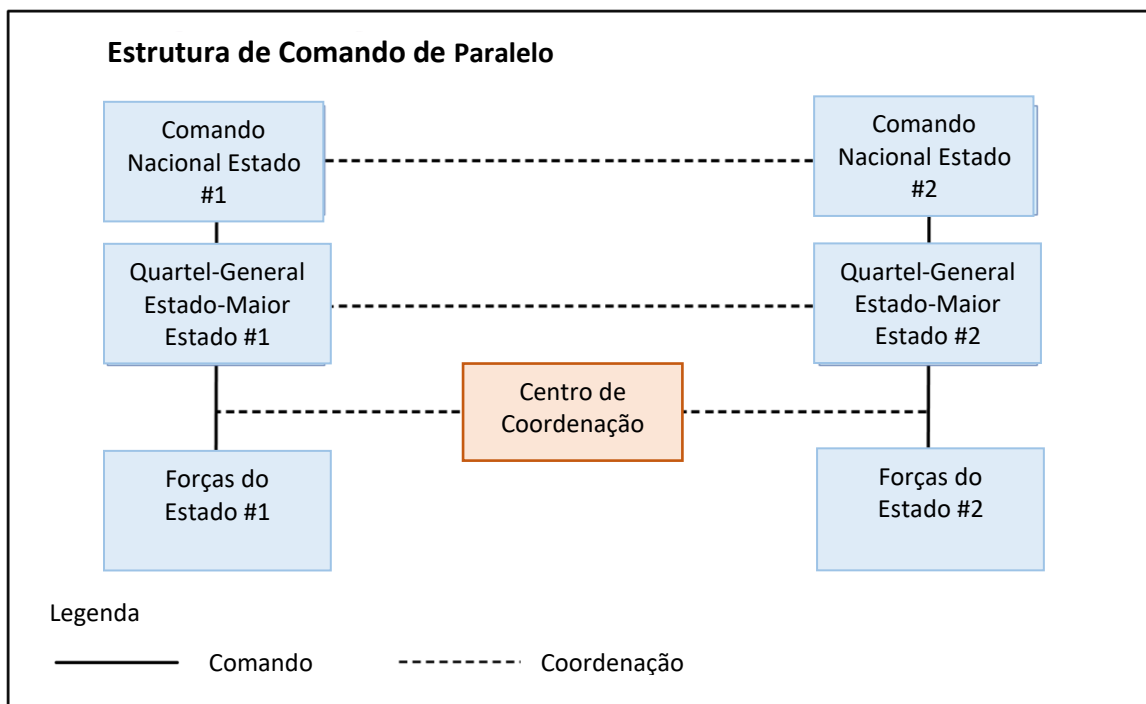 Estrutura de Comando de Paralelo
Comando
Nacional Estado
#1
Comando
Nacional Estado
#2
Quartel-General
Estado-Maior
Estado #1
Quartel-General
Estado-Maior
Estado #2
Centro de
Coordenação
Forças do
Estado #1
Forças do
Estado #2
Legenda
Comando
Coordenação